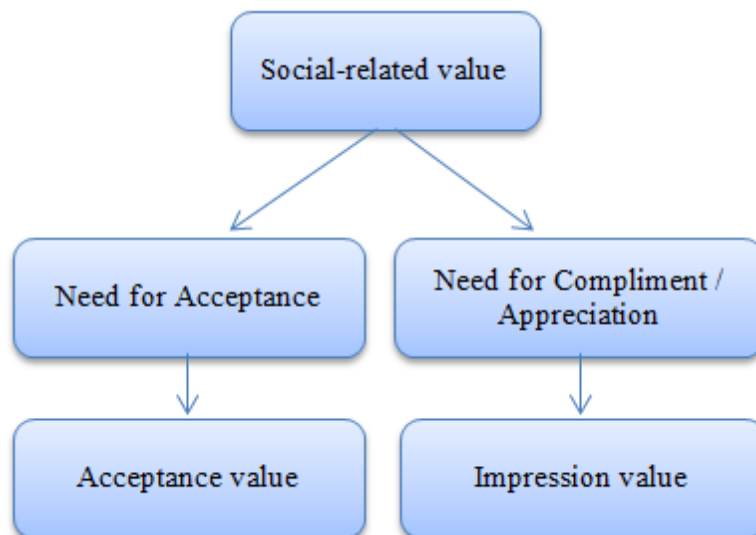 Social-related value
Need for Acceptance
Need for Compliment /
Appreciation
Acceptance value
Impression value